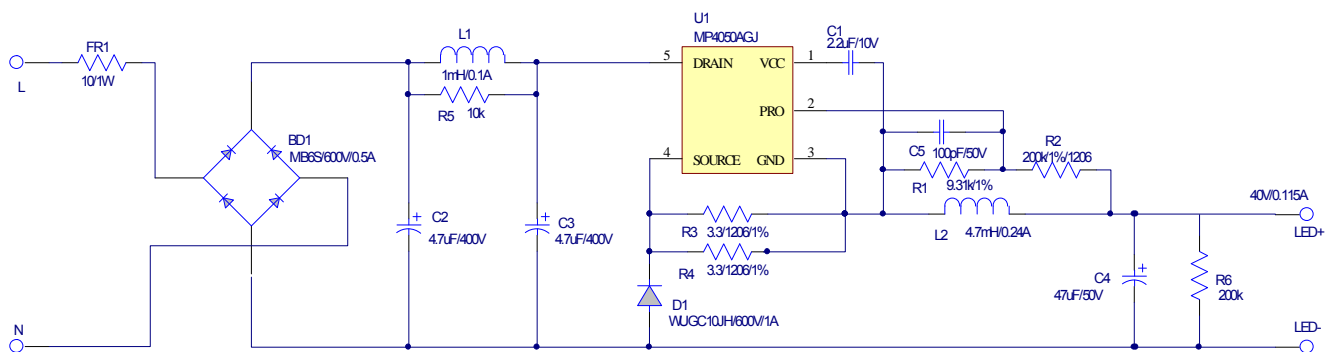 U1
MP4050AGJ
C1
2.2uF/10V
L1
1mH/0.1A
FR1
10/1W
L
5
DRAIN
VCC
1
R5
10k
PRO
2
BD1
MB6S/600V/0.5A
4
SOURCE
GND
3
C5
100pF/50V
R2
200k/1%/1206
R1
9.31k/1%
40V/0.115A
LED+
C2
4.7uF/400V
C3
4.7uF/400V
R3
3.3/1206/1%
L2
4.7mH/0.24A
R4
3.3/1206/1%
C4
47uF/50V
R6
200k
D1
WUGC10JH/600V/1A
N
LED-